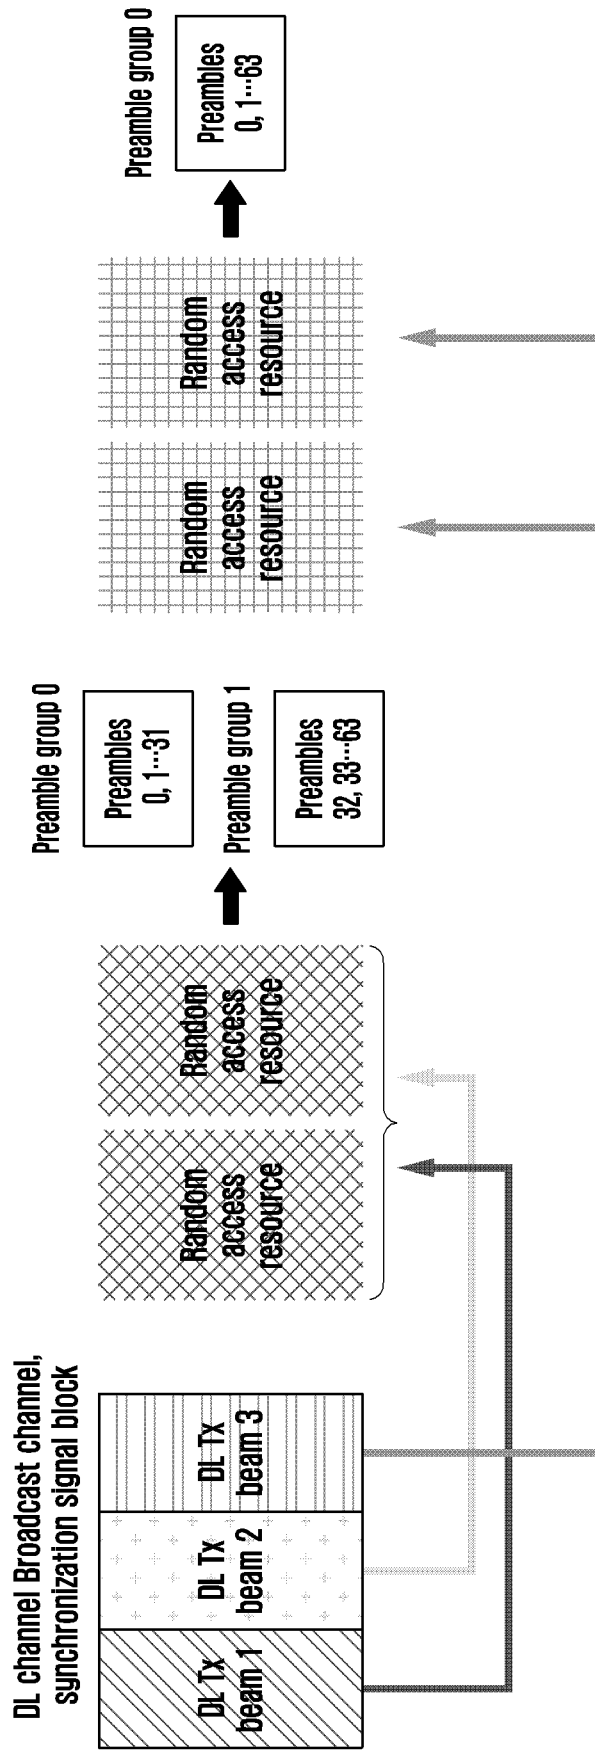 DL channel Broadcast channel,
synchronization signal block
DL Tx
beam 1
DL Tx
beam 2
DL Tx
beam 3
Random
access
resource
Random
access
resource
Preamble group 0
Preambles
0, 1···31
Preamble group 1
Preambles
32, 33···63
Random
access
resource
Random
access
resource
Preamble group 0
Preambles
0, 1···63